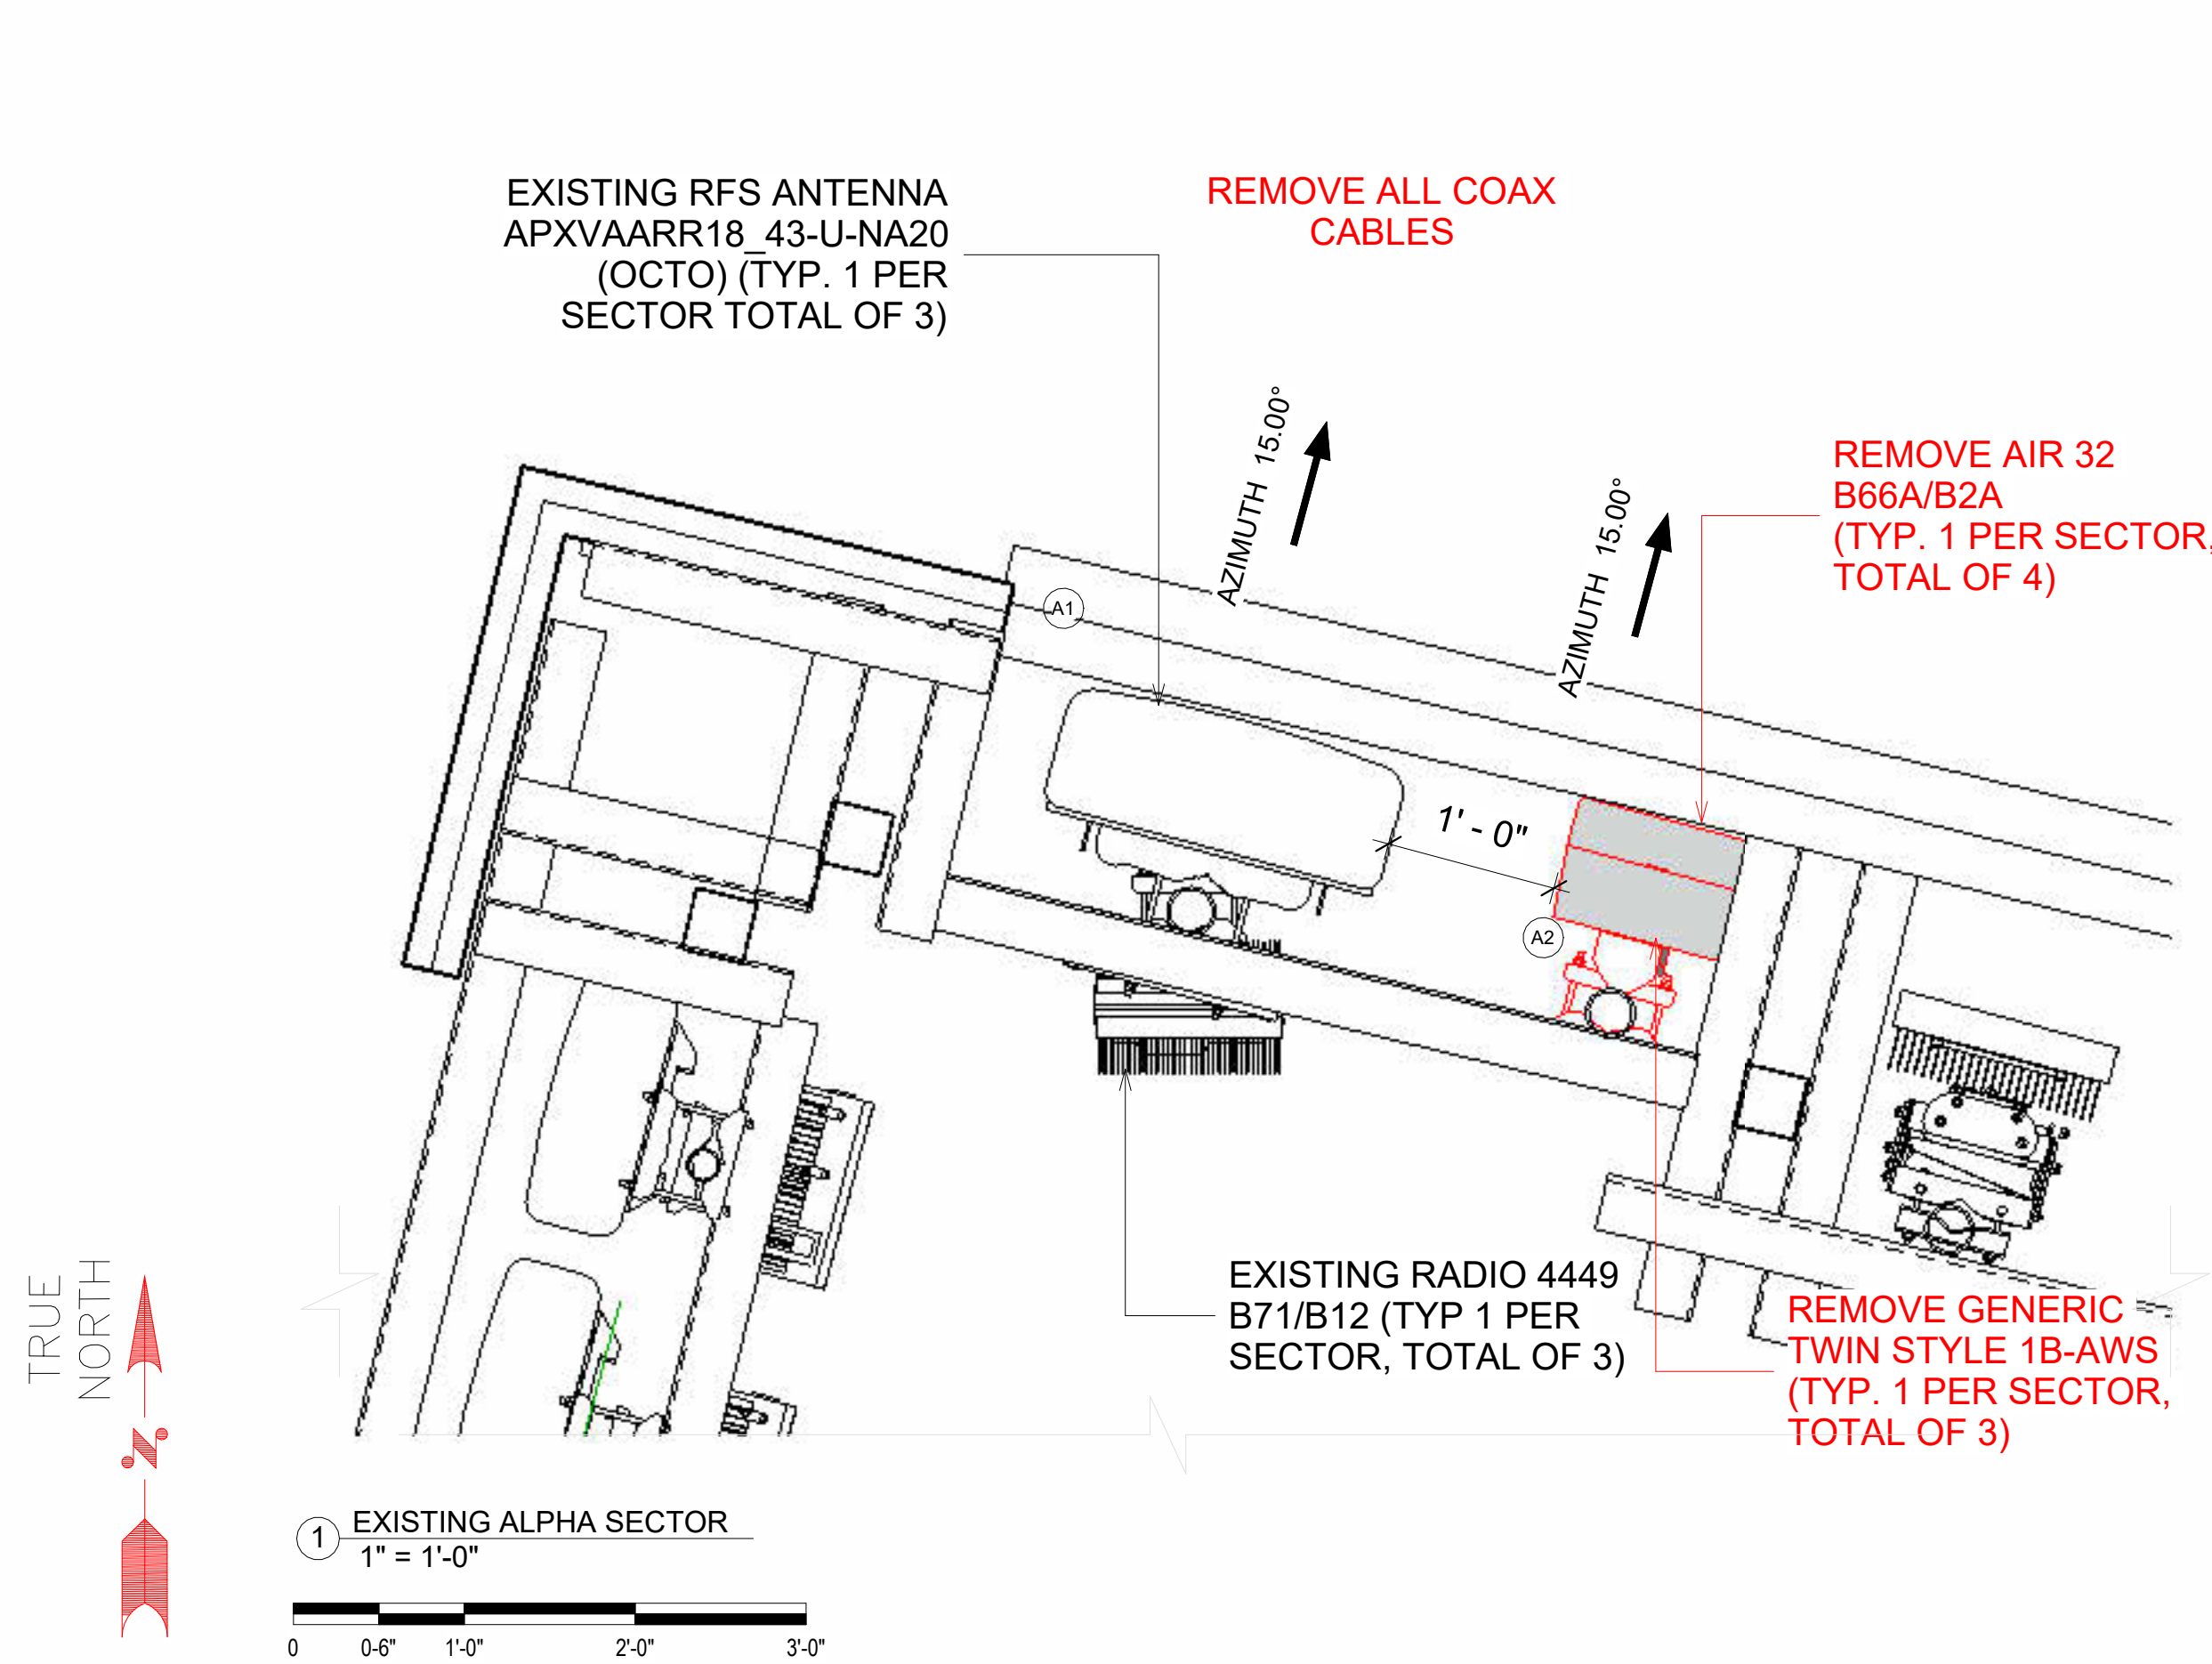 EXISTING RFS ANTENNA
APXVAARR18_43-U-NA20
(OCTO) (TYP. 1 PER
SECTOR TOTAL OF 3)
REMOVE ALL COAX
CABLES
AZIMUTH 15.00°
AZIMUTH 15.00°
REMOVE AIR 32
B66A/B2A
(TYP. 1 PER SECTOR,
TOTAL OF 4)
A1
1' - 0"
A2
EXISTING RADIO 4449
B71/B12 (TYP 1 PER
SECTOR, TOTAL OF 3)
REMOVE GENERIC
TWIN STYLE 1B-AWS
(TYP. 1 PER SECTOR,
TOTAL OF 3)
TRUE
NORTH
N
1
EXISTING ALPHA SECTOR
1" = 1'-0"
0 0-6" 1'-0" 2'-0" 3'-0"